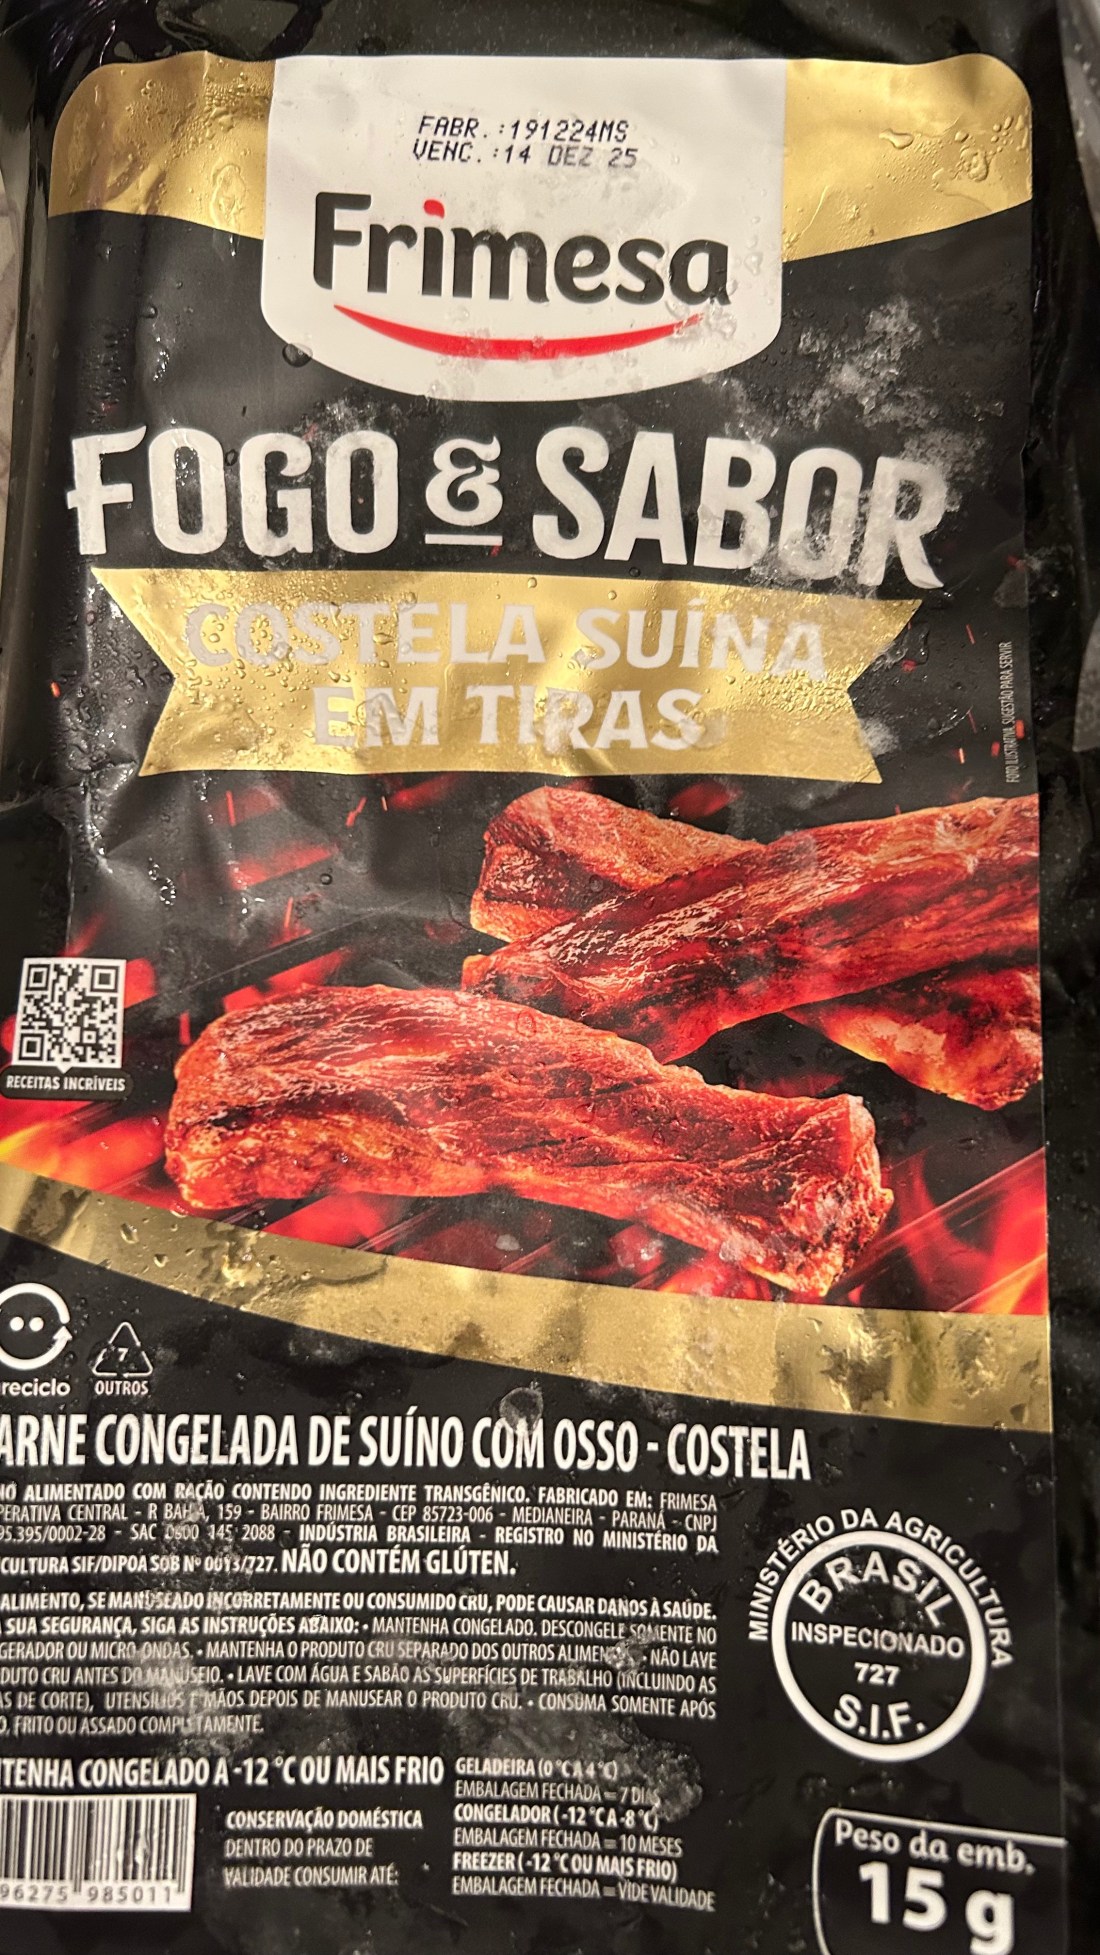 FABR.:191224MS
VENC.:14 DEZ 25
Frimesa
FOGO & SABOR
COSTELA SUÍNA
EM TIRAS
FOTO ILUSTRATIVA, SUGESTÃO PARA SERVIR
RECEITAS INCRÍVEIS
reciclo
7
OUTROS
ARNE CONGELADA DE SUÍNO COM OSSO - COSTELA
ALIMENTADO COM RAÇÃO CONTENDO INGREDIENTE TRANSGÊNICO. FABRICADO EM: FRIMESA
PERATIVA CENTRAL - R BAHIA, 159 - BAIRRO FRIMESA - CEP 85723-006 - MEDIANEIRA - PARANÁ - CNPJ
95.395/0002-28 - SAC 0800 145 2088 - INDÚSTRIA BRASILEIRA - REGISTRO NO MINISTÉRIO DA
CULTURA SIF/DIPOA SOB Nº 0013/727. NÃO CONTÉM GLÚTEN.
ALIMENTO, SE MANUSEADO INCORRETAMENTE OU CONSUMIDO CRU, PODE CAUSAR DANOS À SAÚDE.
SUA SEGURANÇA, SIGA AS INSTRUÇÕES ABAIXO: • MANTENHA CONGELADO. DESCONGELE SOMENTE NO
GERADOR OU MICRO-ONDAS. • MANTENHA O PRODUTO CRU SEPARADO DOS OUTROS ALIMEN • NÃO LAVE
DUTO CRU ANTES DO MANUSEIO. • LAVE COM ÁGUA E SABÃO AS SUPERFÍCIES DE TRABALHO (INCLUINDO AS
AS DE CORTE), UTENSÍLIOS E MÃOS DEPOIS DE MANUSEAR O PRODUTO CRU. • CONSUMA SOMENTE APÓS
O, FRITO OU ASSADO COMPLETAMENTE.
MINISTÉRIO DA AGRICULTURA
BRASIL
INSPECIONADO
727
S.I.F.
TENHA CONGELADO A -12 °C OU MAIS FRIO
CONSERVAÇÃO DOMÉSTICA
DENTRO DO PRAZO DE
VALIDADE CONSUMIR ATÉ:
GELADEIRA (0 °C A 4 °C)
EMBALAGEM FECHADA = 7 DIAS
CONGELADOR (-12 °C A -8 °C)
EMBALAGEM FECHADA = 10 MESES
FREEZER (-12 °C OU MAIS FRIO)
EMBALAGEM FECHADA = VIDE VALIDADE
96275 985011
Peso da emb.
15 g